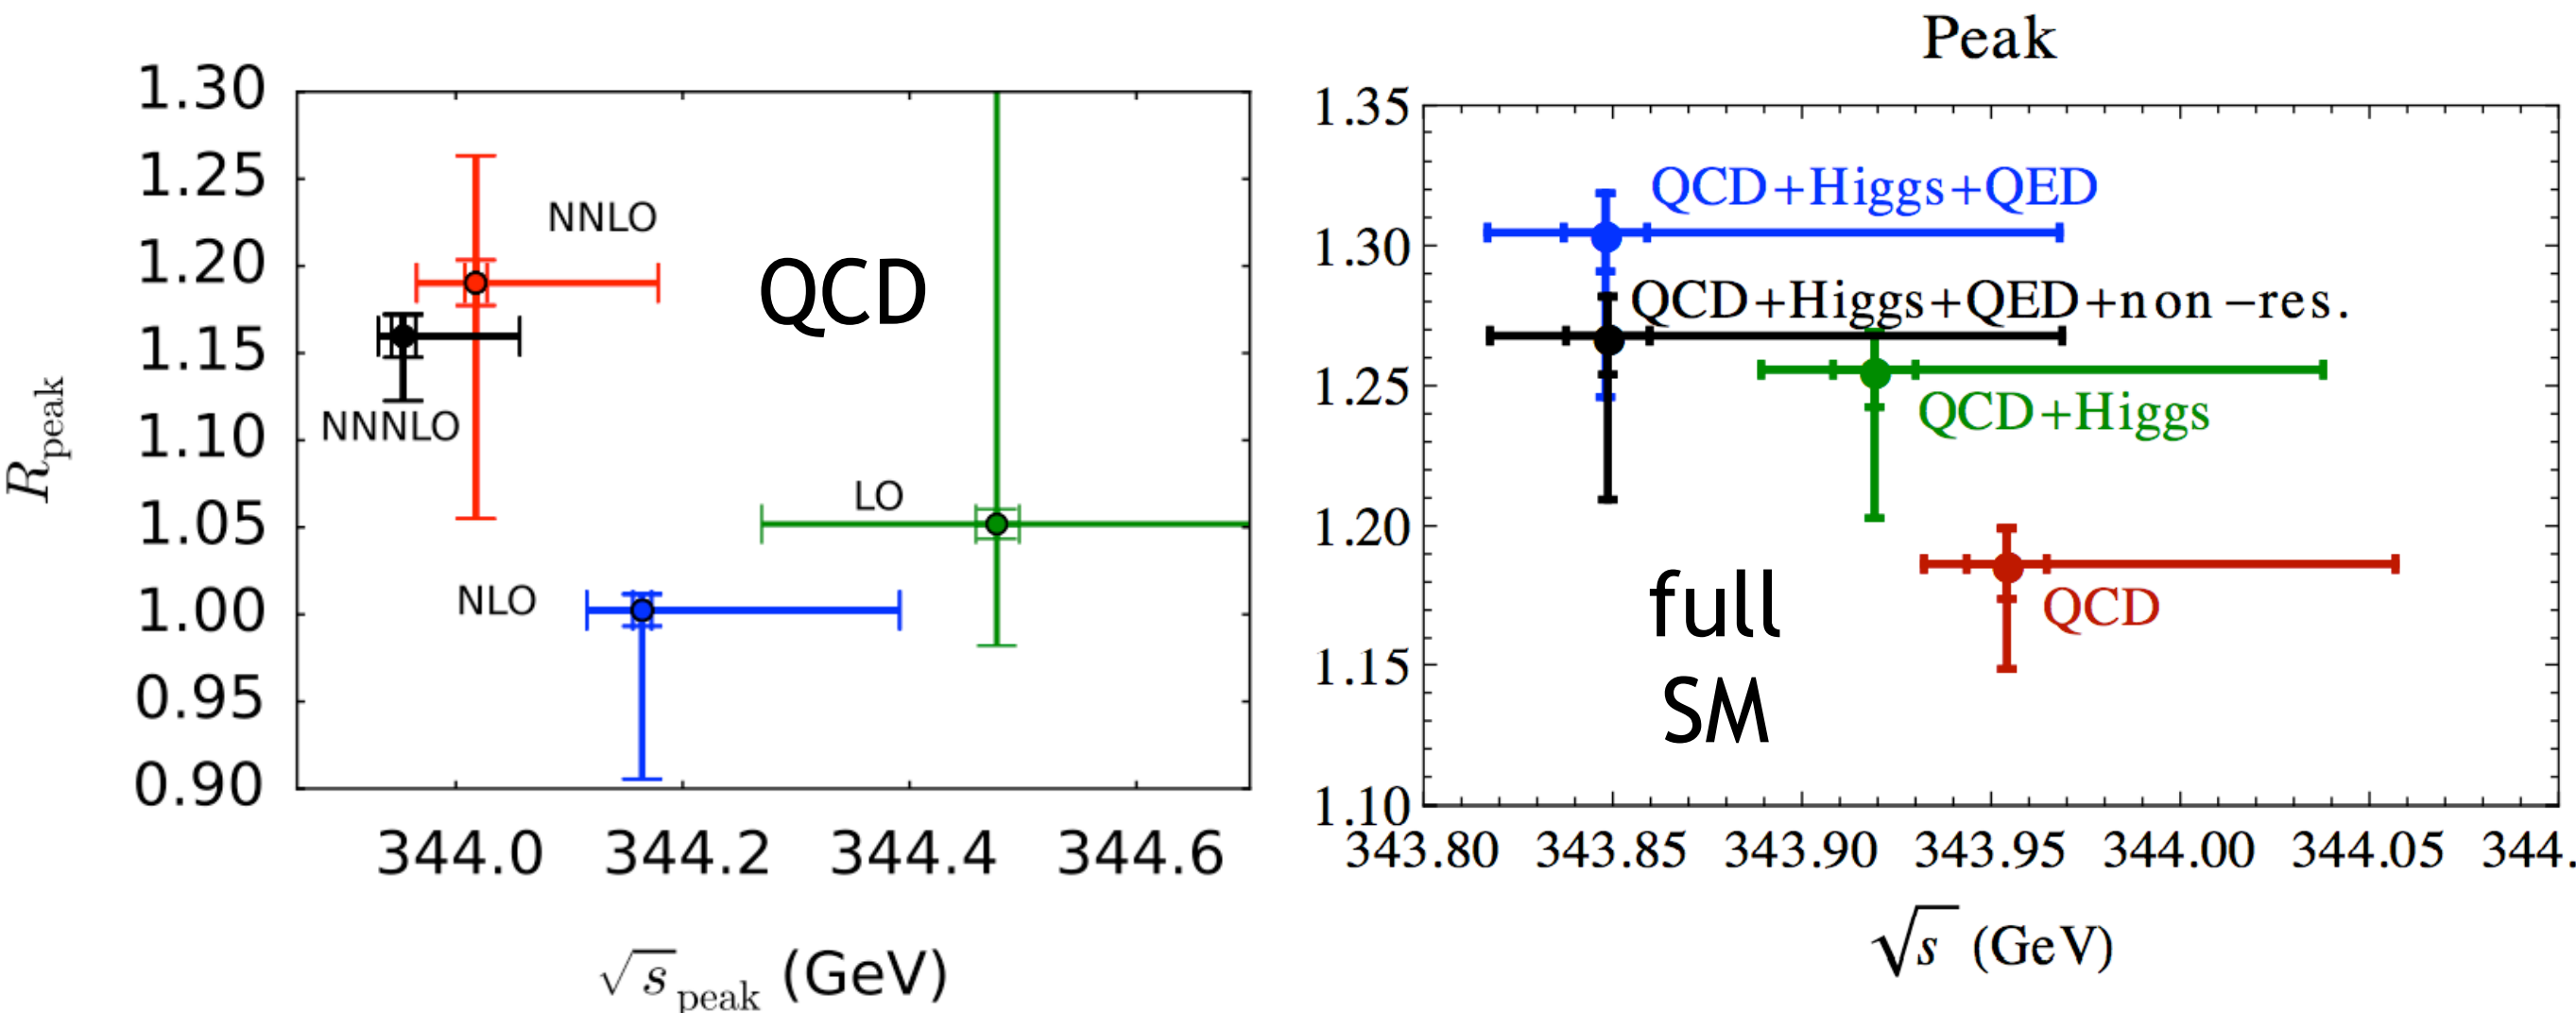 1.30
1.25
1.20
1.15
1.10
1.05
1.00
0.95
0.90
R_peak
NNLO
QCD
NNNLO
LO
NLO
344.0 344.2 344.4 344.6
√s_peak (GeV)
Peak
1.35
1.30
1.25
1.20
1.15
1.10
QCD+Higgs+QED
QCD+Higgs+QED+non-res.
QCD+Higgs
QCD
full
SM
343.80 343.85 343.90 343.95 344.00 344.05 344.
√s (GeV)